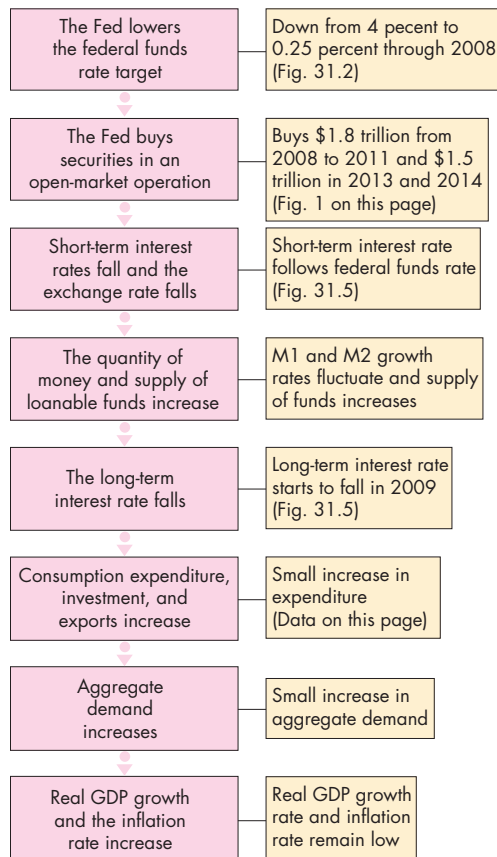 The Fed lowers
the federal funds
rate target
Down from 4 pecent to
0.25 percent through 2008
(Fig. 31.2)
The Fed buys
securities in an
open-market operation
Buys $1.8 trillion from
2008 to 2011 and $1.5
trillion in 2013 and 2014
(Fig. 1 on this page)
Short-term interest
rates fall and the
exchange rate falls
Short-term interest rate
follows federal funds rate
(Fig. 31.5)
The quantity of
money and supply of
loanable funds increase
M1 and M2 growth
rates fluctuate and supply
of funds increases
The long-term
interest rate falls
Long-term interest rate
starts to fall in 2009
(Fig. 31.5)
Consumption expenditure,
investment, and
exports increase
Small increase in
expenditure
(Data on this page)
Aggregate
demand
increases
Small increase in
aggregate demand
Real GDP growth
and the inflation
rate increase
Real GDP growth
rate and inflation
rate remain low